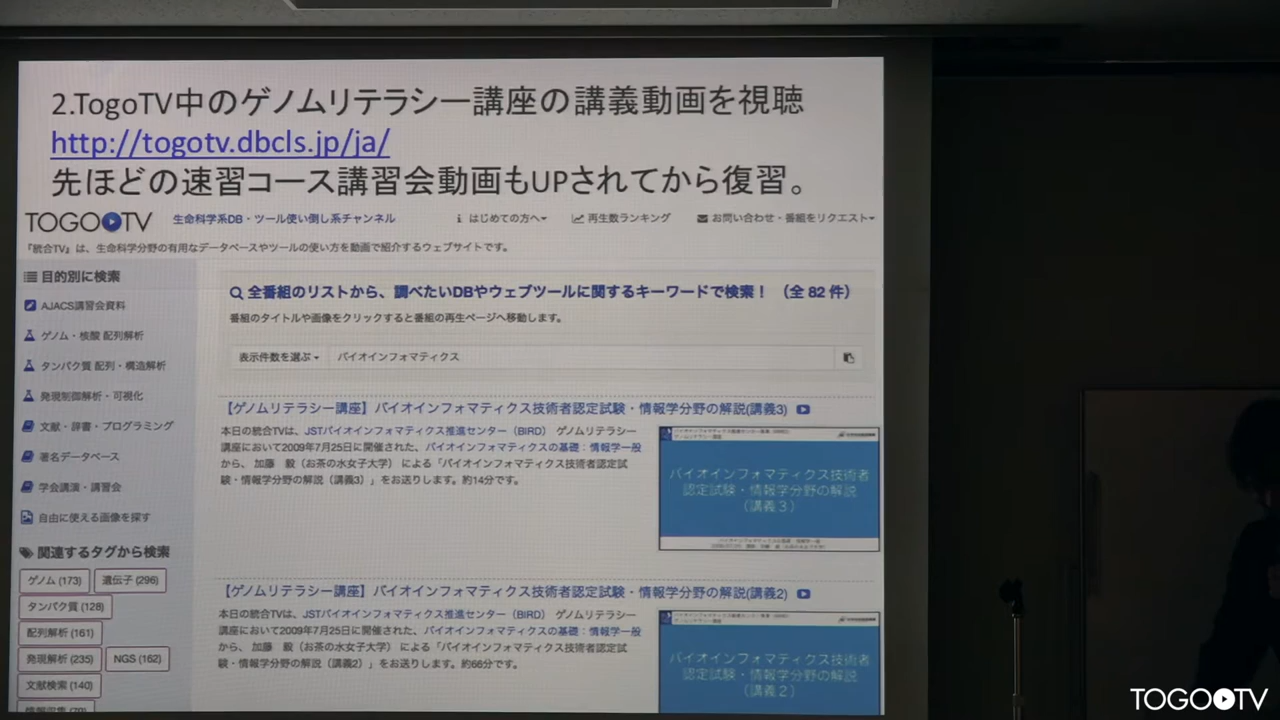 2.TogoTV中のゲノムリテラシー講座の講義動画を視聴
http://togotv.dbcls.jp/ja/
先ほどの速習コース講習会動画もUPされてから復習。
TOGOTV 生命科学系DB・ツール使い倒し系チャンネル はじめての方へ 再生数ランキング お問い合わせ・番組をリクエスト
『統合TV』は、生命科学分野の有用なデータベースやツールの使い方を動画で紹介するウェブサイトです。
目的別に検索
AJACS講習会資料
ゲノム・核酸 配列解析
タンパク質 配列・構造解析
発現制御解析・可視化
文献・辞書・プログラミング
著名データベース
学会講演・講習会
自由に使える画像を探す
関連するタグから検索
ゲノム (173) 遺伝子 (296)
タンパク質 (128)
配列解析 (161)
発現解析 (235) NGS (162)
文献検索 (140)
全番組のリストから、調べたいDBやウェブツールに関するキーワードで検索！ （全 82 件）
番組のタイトルや画像をクリックすると番組の再生ページへ移動します。
表示件数を選ぶ バイオインフォマティクス
【ゲノムリテラシー講座】バイオインフォマティクス技術者認定試験・情報学分野の解説(講義3)
本日の統合TVは、JSTバイオインフォマティクス推進センター（BIRD） ゲノムリテラシー
講座において2009年7月25日に開催された、バイオインフォマティクスの基礎：情報学一般
から、 加藤 毅（お茶の水女子大学） による「バイオインフォマティクス技術者認定試
験・情報学分野の解説（講義3）」をお送りします。約14分です。
バイオインフォマティクス技術者
認定試験・情報学分野の解説
（講義３）
【ゲノムリテラシー講座】バイオインフォマティクス技術者認定試験・情報学分野の解説(講義2)
本日の統合TVは、JSTバイオインフォマティクス推進センター（BIRD） ゲノムリテラシー
講座において2009年7月25日に開催された、バイオインフォマティクスの基礎：情報学一般
から、 加藤 毅（お茶の水女子大学） による「バイオインフォマティクス技術者認定試
験・情報学分野の解説（講義2）」をお送りします。約66分です。
バイオインフォマティクス技術者
認定試験・情報学分野の解説
（講義２）
TOGOTV